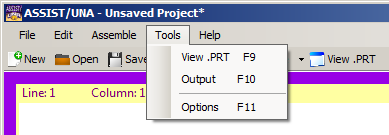 ASSIST/UNA - Unsaved Project*
File Edit Assemble Tools Help
New Open Save View .PRT
View .PRT F9
Output F10
Options F11
Line: 1 Column: 1